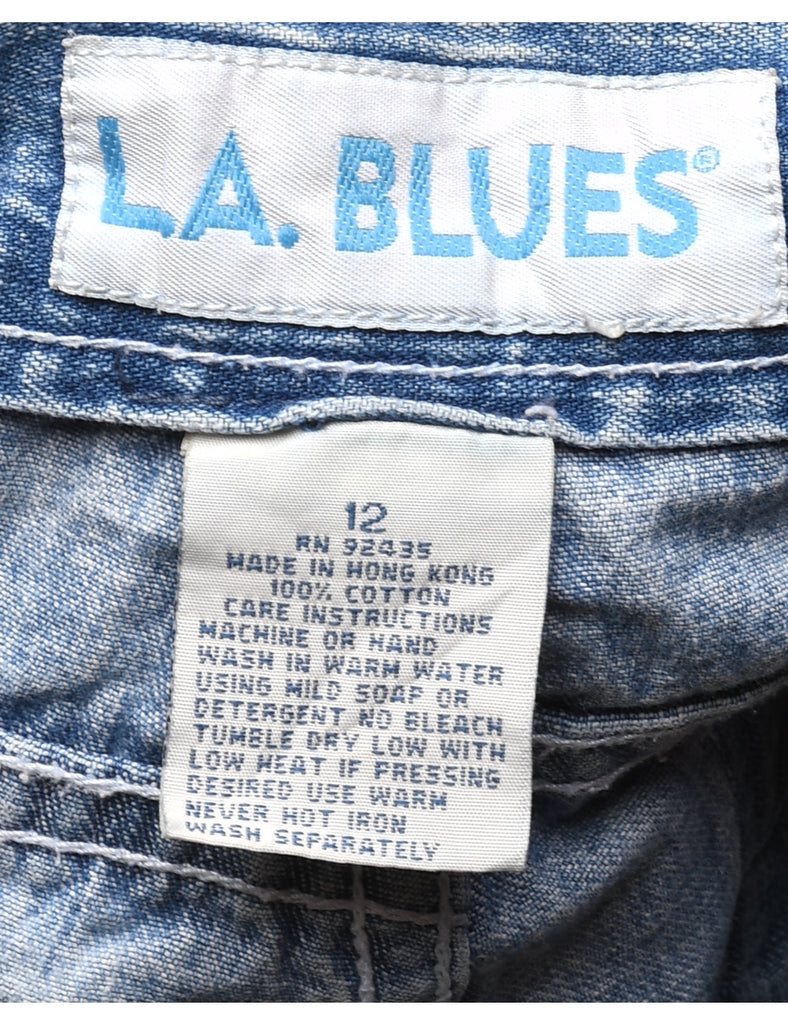 L.A. BLUES®
12
RN 92435
MADE IN HONG KONG
100% COTTON
CARE INSTRUCTIONS
MACHINE OR HAND
WASH IN WARM WATER
USING MILD SOAP OR
DETERGENT NO BLEACH
TUMBLE DRY LOW WITH
LOW HEAT IF PRESSING
DESIRED USE WARM
NEVER HOT IRON
WASH SEPARATELY